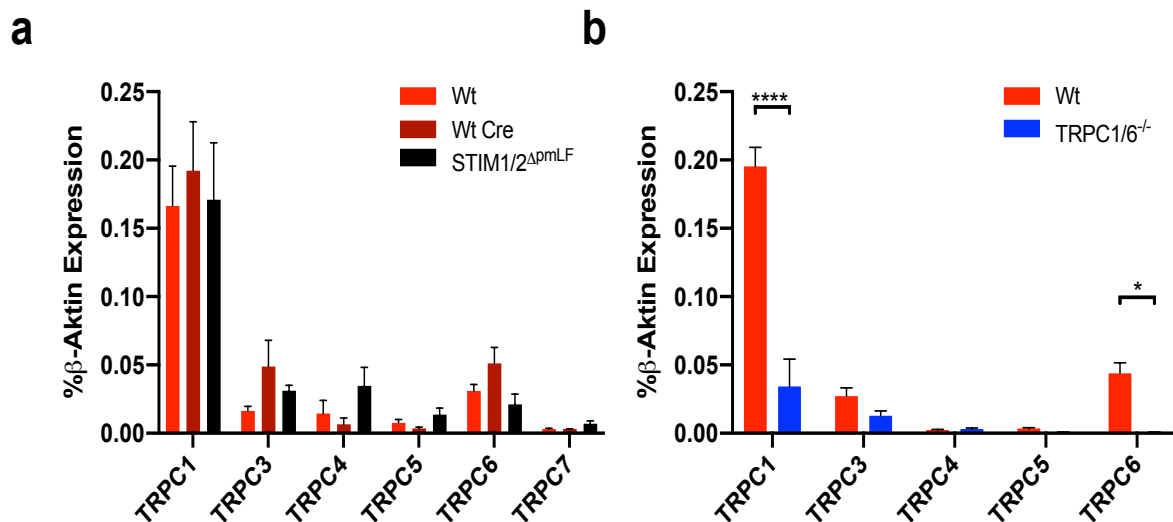 a
%β-Aktin Expression
0.25
0.20
0.15
0.10
0.05
0.00
Wt
Wt Cre
STIM1/2ΔpmLF
TRPC1
TRPC3
TRPC4
TRPC5
TRPC6
TRPC7
b
%β-Aktin Expression
0.25
0.20
0.15
0.10
0.05
0.00
****
*
Wt
TRPC1/6-/-
TRPC1
TRPC3
TRPC4
TRPC5
TRPC6